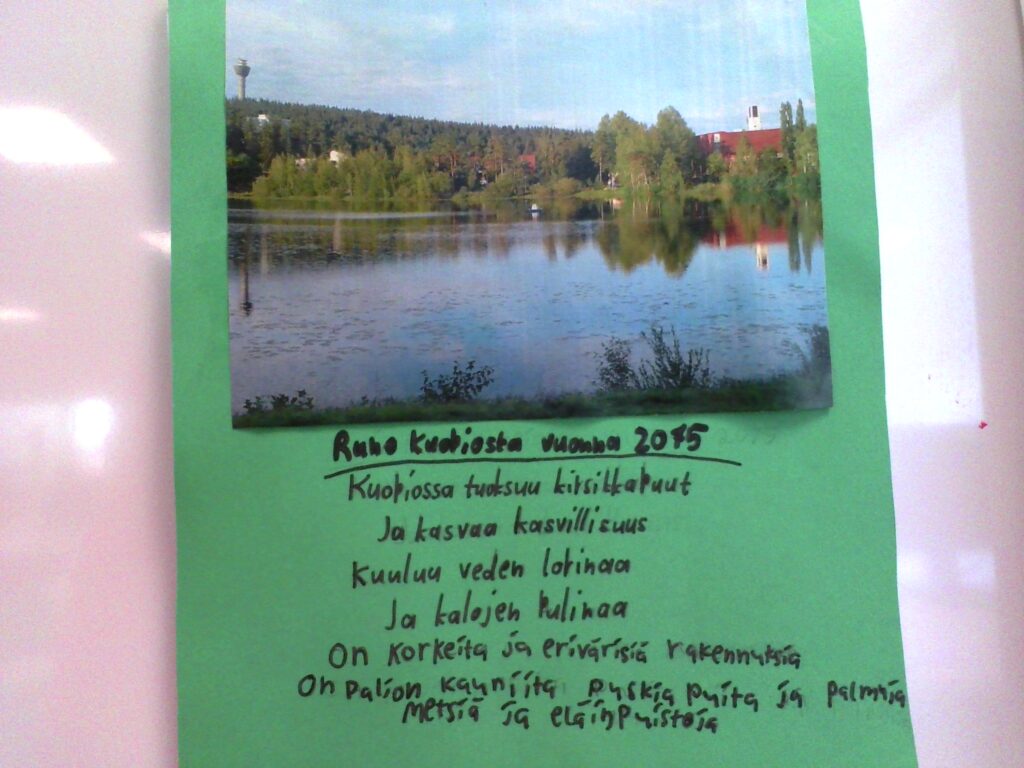 Runo Kuopiosta vuonna 2075
Kuopiossa tuoksuu kirsikkapuut
Ja kasvaa kasvillisuus
Kuuluu veden lotinaa
Ja kalojen pulinaa
On korkeita ja erivärisiä rakennuksia
On paljon kauniita puskia puita ja palmuja
metsiä ja eläinpuistoja